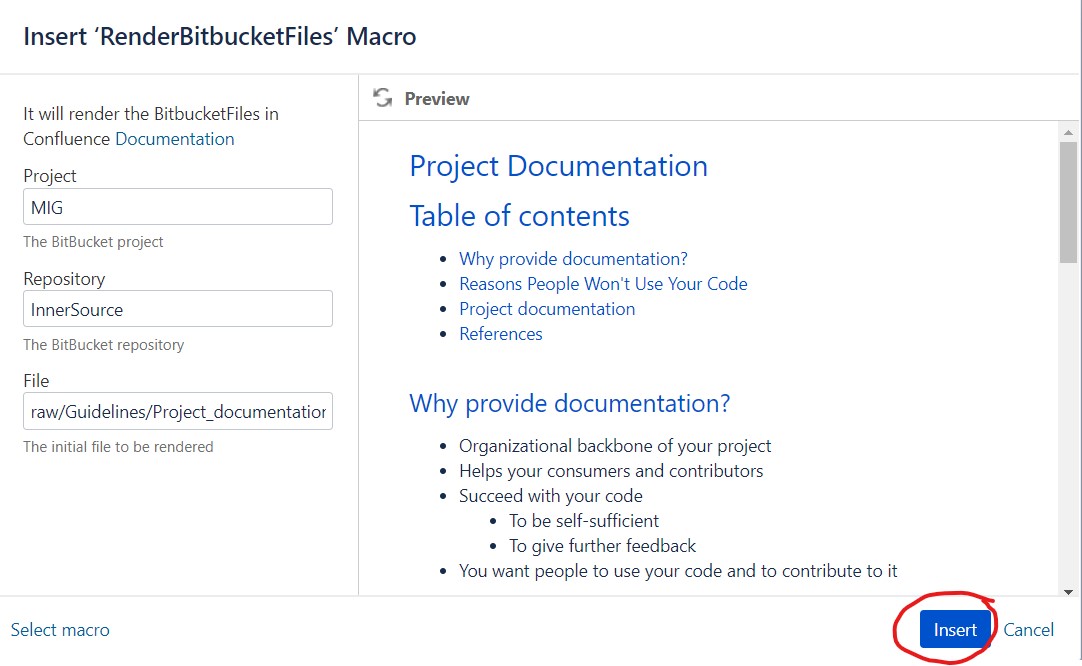 Insert ‘RenderBitbucketFiles’ Macro
It will render the BitbucketFiles in
Confluence Documentation
Project
MIG
The BitBucket project
Repository
InnerSource
The BitBucket repository
File
raw/Guidelines/Project_documentation
The initial file to be rendered
Preview
Project Documentation
Table of contents
Why provide documentation?
Reasons People Won't Use Your Code
Project documentation
References
Why provide documentation?
Organizational backbone of your project
Helps your consumers and contributors
Succeed with your code
To be self-sufficient
To give further feedback
You want people to use your code and to contribute to it
Select macro
Insert
Cancel